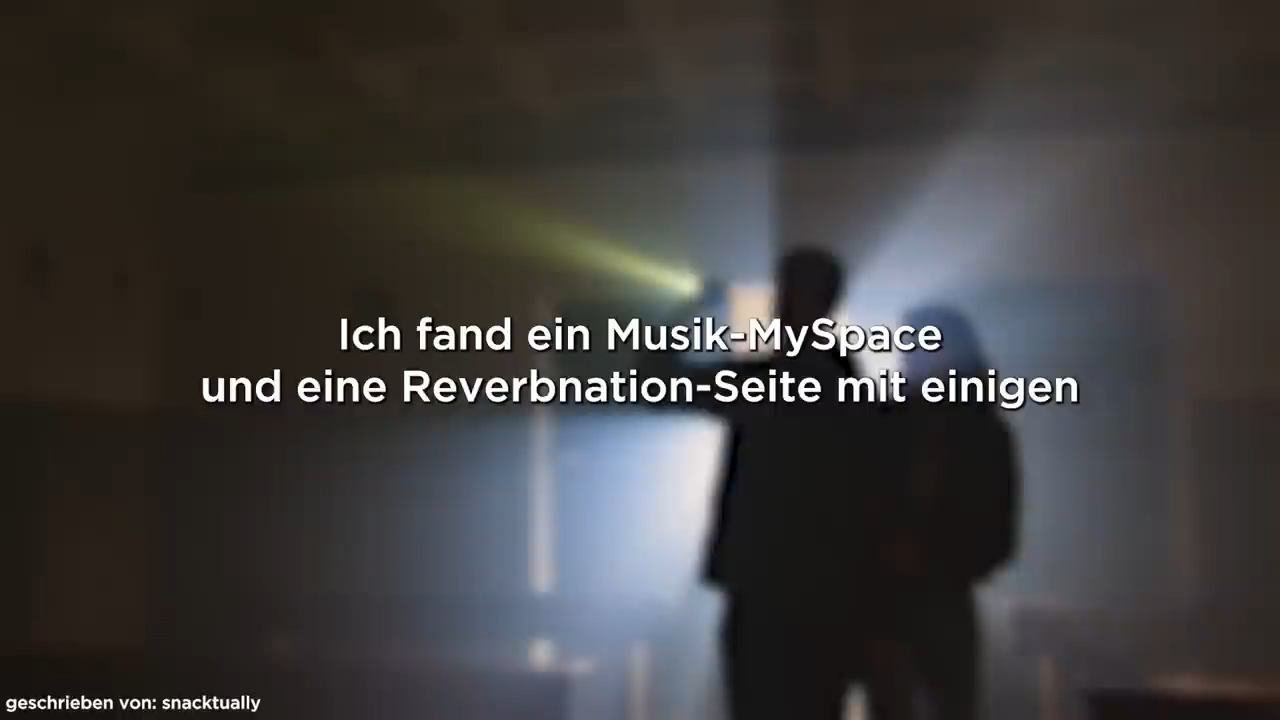 Ich fand ein Musik-MySpace
und eine Reverbnation-Seite mit einigen
geschrieben von: snacktually